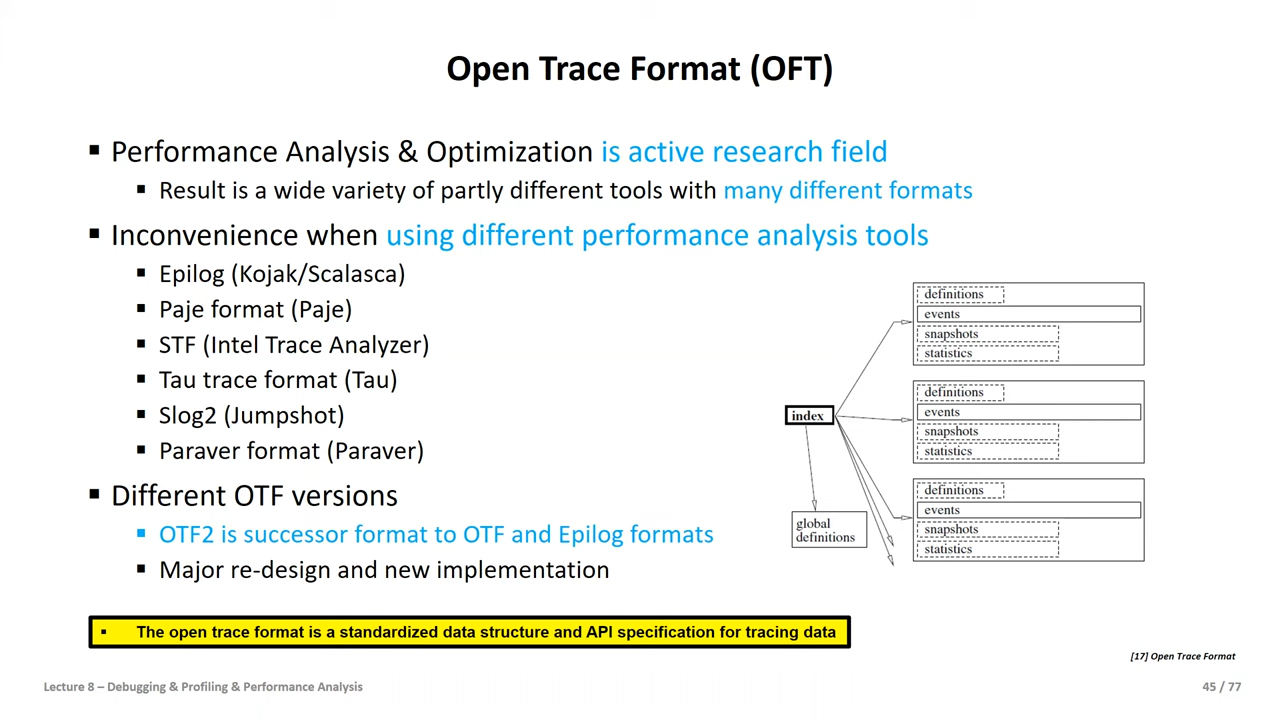 Open Trace Format (OFT)
▪ Performance Analysis & Optimization is active research field
▪ Result is a wide variety of partly different tools with many different formats
▪ Inconvenience when using different performance analysis tools
▪ Epilog (Kojak/Scalasca)
▪ Paje format (Paje)
▪ STF (Intel Trace Analyzer)
▪ Tau trace format (Tau)
▪ Slog2 (Jumpshot)
▪ Paraver format (Paraver)
▪ Different OTF versions
▪ OTF2 is successor format to OTF and Epilog formats
▪ Major re-design and new implementation
index
global
definitions
definitions
events
snapshots
statistics
definitions
events
snapshots
statistics
definitions
events
snapshots
statistics
▪ The open trace format is a standardized data structure and API specification for tracing data
[17] Open Trace Format
Lecture 8 – Debugging & Profiling & Performance Analysis
45 / 77